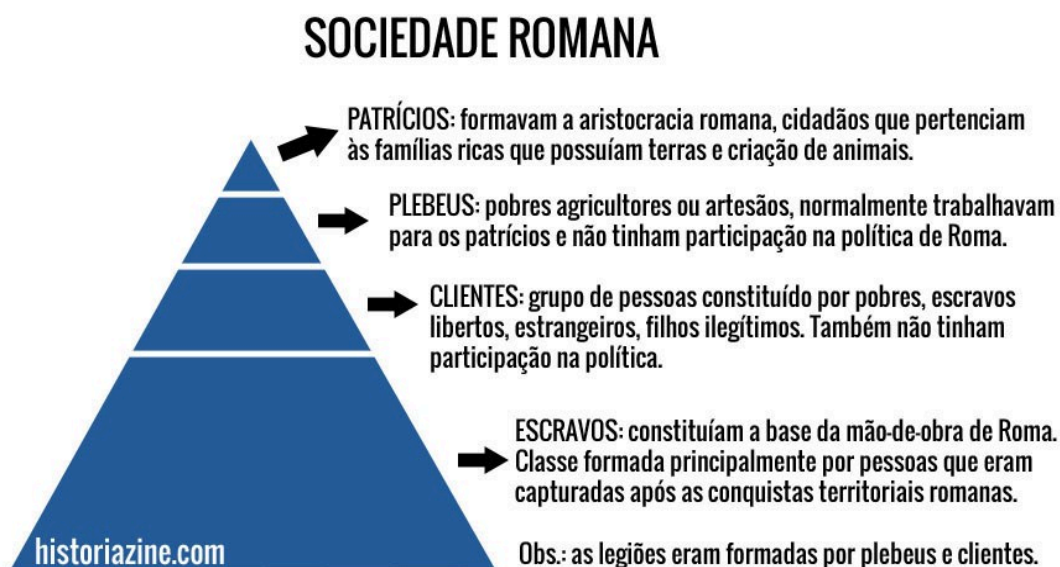 SOCIEDADE ROMANA
PATRÍCIOS: formavam a aristocracia romana, cidadãos que pertenciam
às famílias ricas que possuíam terras e criação de animais.
PLEBEUS: pobres agricultores ou artesãos, normalmente trabalhavam
para os patrícios e não tinham participação na política de Roma.
CLIENTES: grupo de pessoas constituído por pobres, escravos
libertos, estrangeiros, filhos ilegítimos. Também não tinham
participação na política.
ESCRAVOS: constituíam a base da mão-de-obra de Roma.
Classe formada principalmente por pessoas que eram
capturadas após as conquistas territoriais romanas.
historiazine.com
Obs.: as legiões eram formadas por plebeus e clientes.